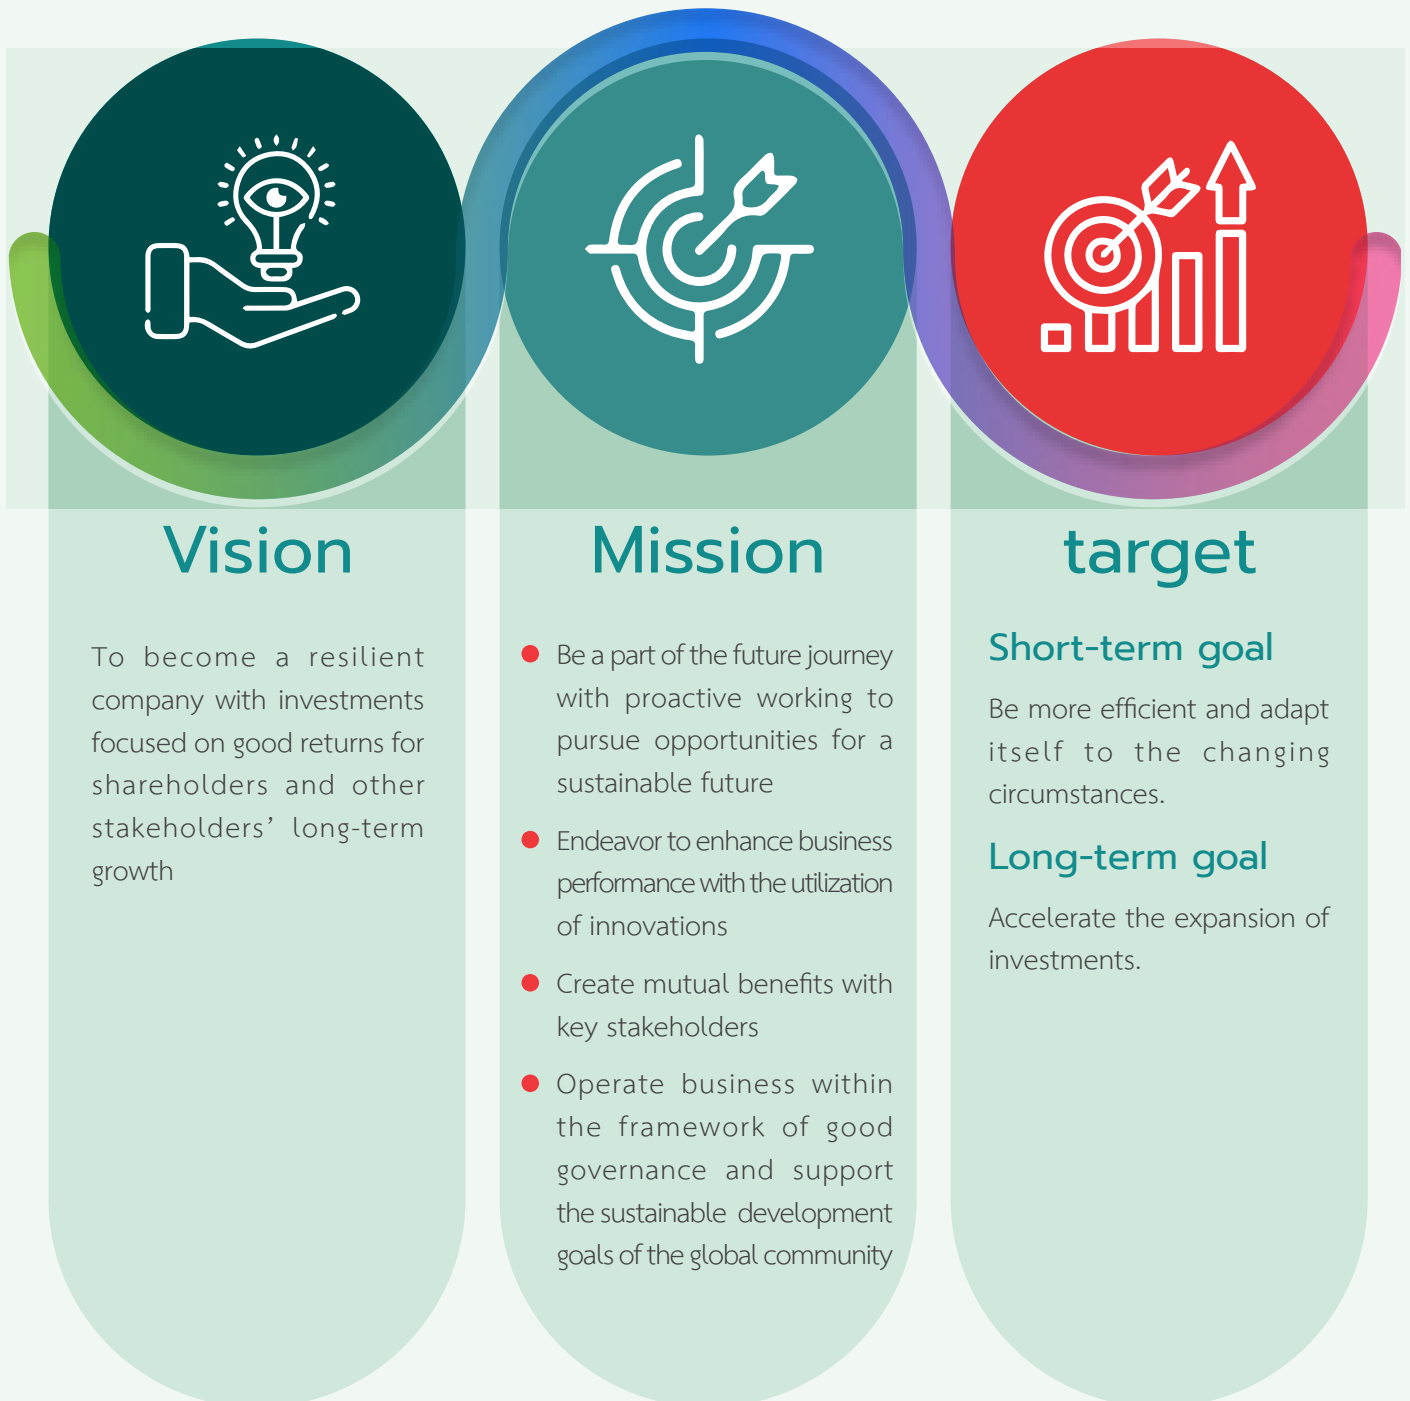 Vision
To become a resilient
company with investments
focused on good returns for
shareholders and other
stakeholders’ long-term
growth
Mission
Be a part of the future journey
with proactive working to
pursue opportunities for a
sustainable future
Endeavor to enhance business
performance with the utilization
of innovations
Create mutual benefits with
key stakeholders
Operate business within
the framework of good
governance and support
the sustainable development
goals of the global community
target
Short-term goal
Be more efficient and adapt
itself to the changing
circumstances.
Long-term goal
Accelerate the expansion of
investments.